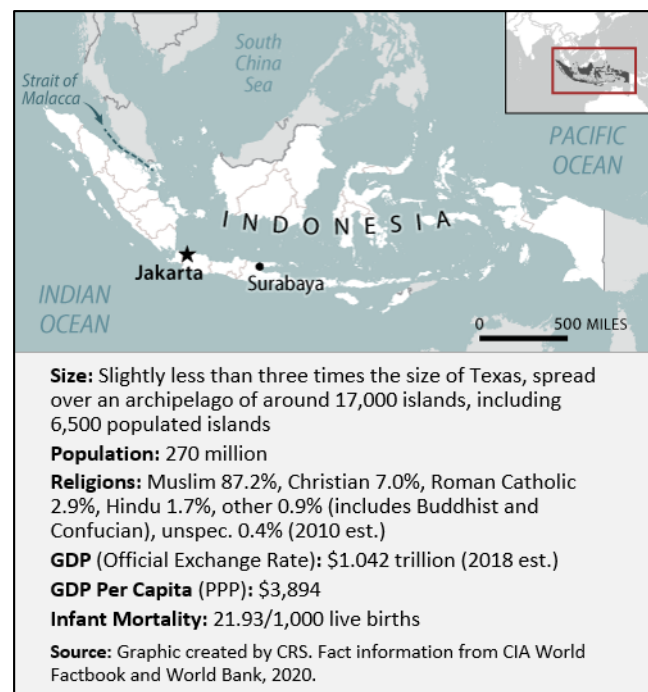 South
China
Sea
Strait of
Malacca
PACIFIC
OCEAN
INDONESIA
Jakarta
Surabaya
INDIAN
OCEAN
0 500 MILES
Size: Slightly less than three times the size of Texas, spread
over an archipelago of around 17,000 islands, including
6,500 populated islands
Population: 270 million
Religions: Muslim 87.2%, Christian 7.0%, Roman Catholic
2.9%, Hindu 1.7%, other 0.9% (includes Buddhist and
Confucian), unspec. 0.4% (2010 est.)
GDP (Official Exchange Rate): $1.042 trillion (2018 est.)
GDP Per Capita (PPP): $3,894
Infant Mortality: 21.93/1,000 live births
Source: Graphic created by CRS. Fact information from CIA World
Factbook and World Bank, 2020.